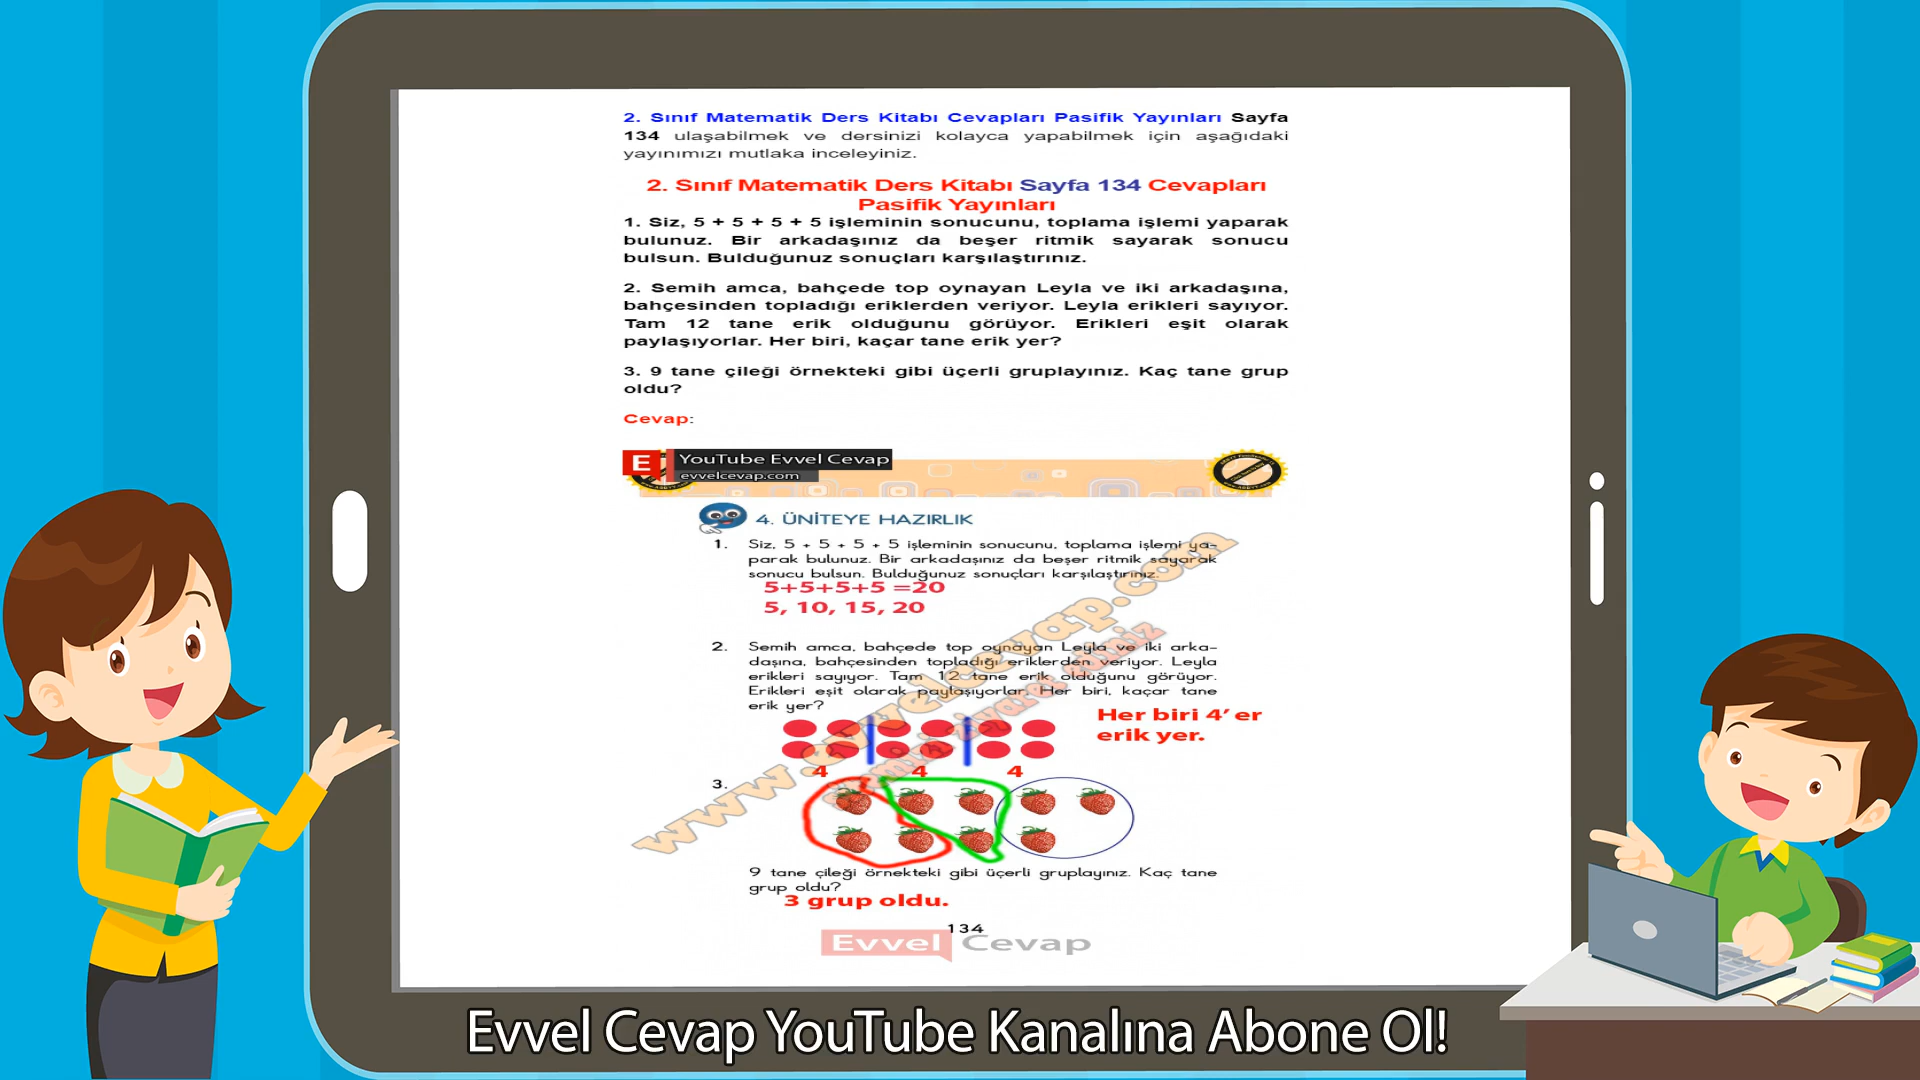 2. Sınıf Matematik Ders Kitabı Cevapları Pasifik Yayınları Sayfa
134 ulaşabilmek ve dersinizi kolayca yapabilmek için aşağıdaki
yayınımızı mutlaka inceleyiniz.
2. Sınıf Matematik Ders Kitabı Sayfa 134 Cevapları
Pasifik Yayınları
1. Siz, 5 + 5 + 5 + 5 işleminin sonucunu, toplama işlemi yaparak
bulunuz. Bir arkadaşınız da beşer ritmik sayarak sonucu
bulsun. Bulduğunuz sonuçları karşılaştırınız.
2. Semih amca, bahçede top oynayan Leyla ve iki arkadaşına,
bahçesinden topladığı eriklerden veriyor. Leyla erikleri sayıyor.
Tam 12 tane erik olduğunu görüyor. Erikleri eşit olarak
paylaşıyorlar. Her biri, kaçar tane erik yer?
3. 9 tane çileği örnekteki gibi üçerli gruplayınız. Kaç tane grup
oldu?
Cevap:
E YouTube Evvel Cevap
evvelcevap.com
4. ÜNİTEYE HAZIRLIK
1. Siz, 5 + 5 + 5 + 5 işleminin sonucunu, toplama işlemi ya-
parak bulunuz. Bir arkadaşınız da beşer ritmik sayarak
sonucu bulsun. Bulduğunuz sonuçları karşılaştırınız.
5+5+5+5 =20
5, 10, 15, 20
2. Semih amca, bahçede top oynayan Leyla ve iki arka-
daşına, bahçesinden topladığı eriklerden veriyor. Leyla
erikleri sayıyor. Tam 12 tane erik olduğunu görüyor.
Erikleri eşit olarak paylaşıyorlar. Her biri, kaçar tane
erik yer?
Her biri 4’ er
erik yer.
4 4 4
3.
www.evvelcevap.com
9 tane çileği örnekteki gibi üçerli gruplayınız. Kaç tane
grup oldu?
3 grup oldu.
134
Evvel Cevap
Evvel Cevap YouTube Kanalına Abone Ol!